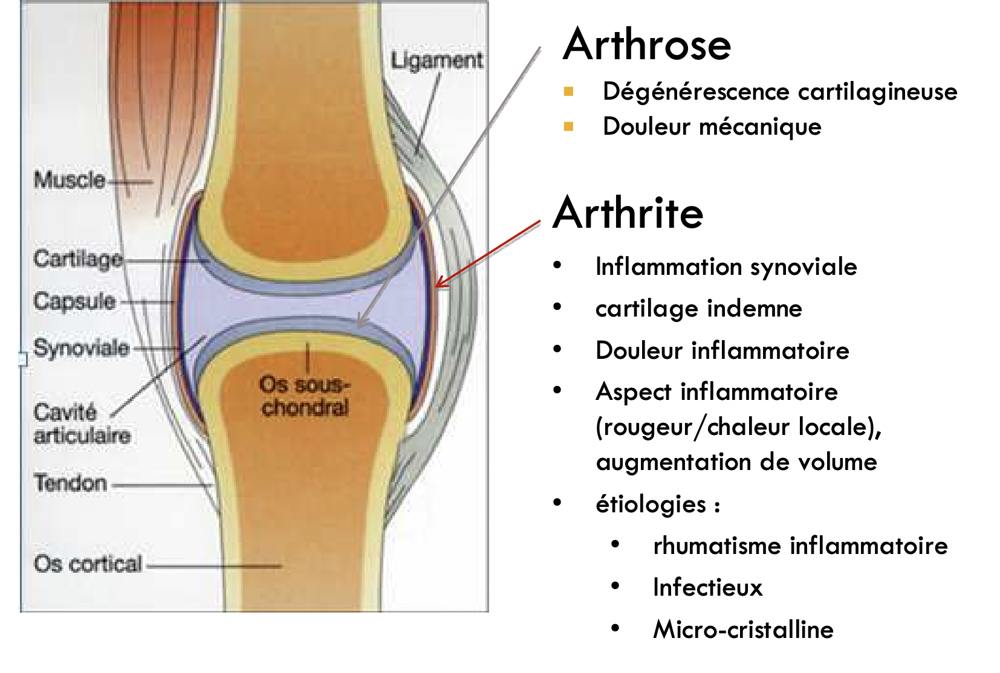 Ligament
Muscle
Cartilage
Capsule
Synoviale
Cavité
articulaire
Os sous-
chondral
Tendon
Os cortical
Arthrose
Dégénérescence cartilagineuse
Douleur mécanique
Arthrite
Inflammation synoviale
cartilage indemne
Douleur inflammatoire
Aspect inflammatoire
(rougeur/chaleur locale),
augmentation de volume
étiologies :
rhumatisme inflammatoire
Infectieux
Micro-cristalline